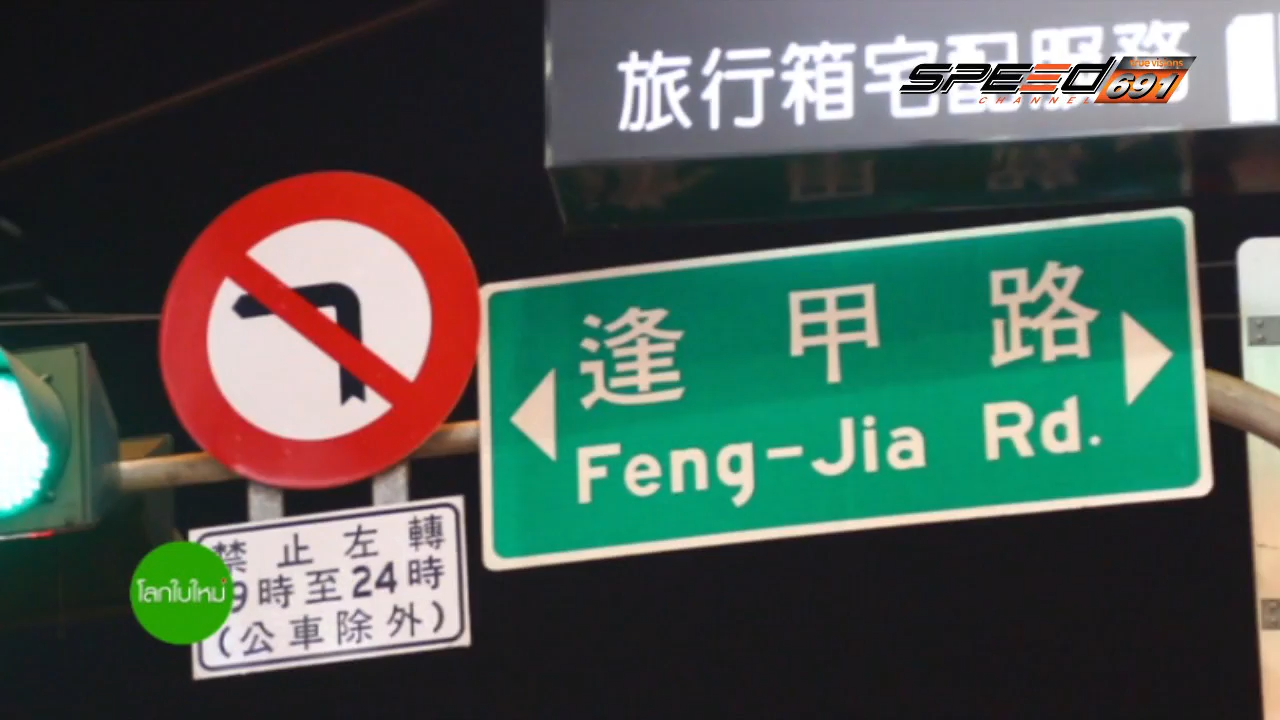 旅行箱宅配服務
SPEED
CHANNEL
true visions
691
逢甲路
Feng-Jia Rd.
禁止左轉
9時至24時
(公車除外)
โลกใบใหม่